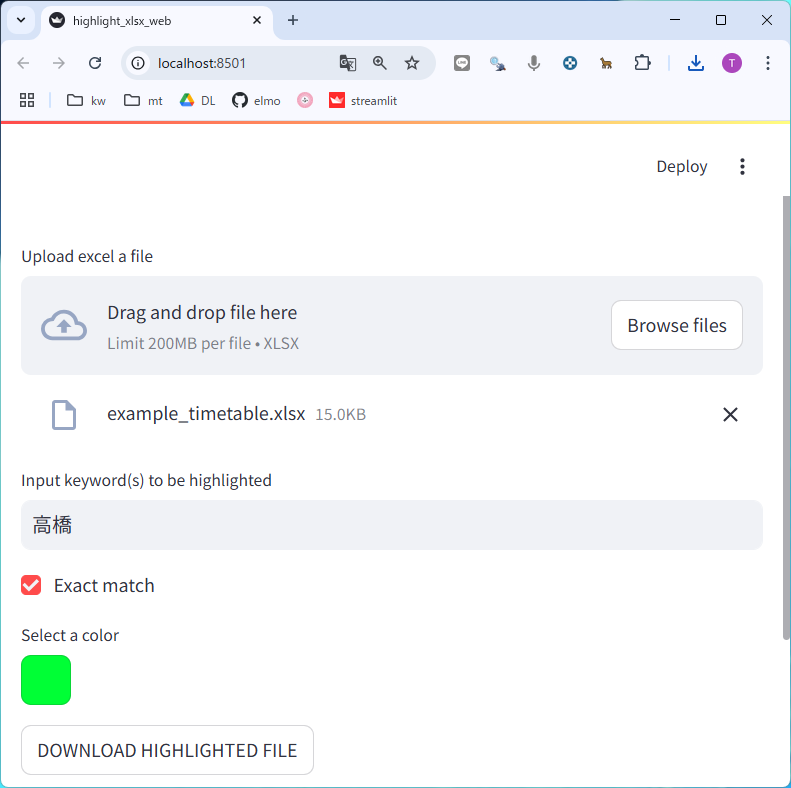 highlight_xlsx_web
localhost:8501
kw
mt
DL
elmo
streamlit
T
Deploy
Upload excel a file
Drag and drop file here
Limit 200MB per file • XLSX
Browse files
example_timetable.xlsx 15.0KB
Input keyword(s) to be highlighted
高橋
Exact match
Select a color
DOWNLOAD HIGHLIGHTED FILE